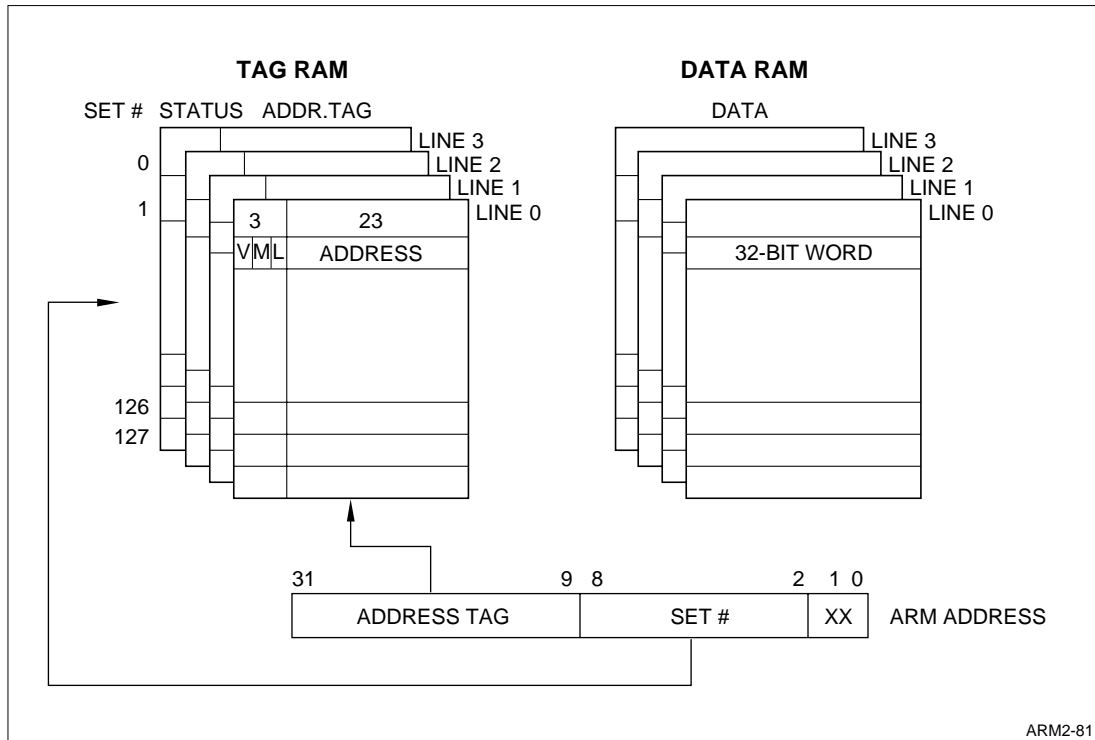 TAG RAM
DATA RAM
SET # STATUS ADDR.TAG
DATA
LINE 3
LINE 3
0
LINE 2
LINE 2
LINE 1
LINE 1
1
LINE 0
LINE 0
3 23
V M L ADDRESS
32-BIT WORD
126
127
31 9 8 2 1 0
ADDRESS TAG SET # XX ARM ADDRESS
ARM2-81